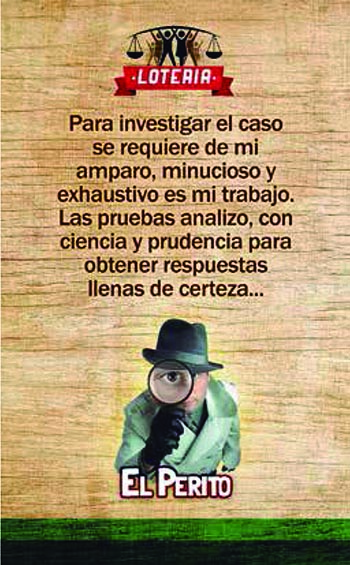 LOTERIA
Para investigar el caso
se requiere de mi
amparo, minucioso y
exhaustivo es mi trabajo.
Las pruebas analizo, con
ciencia y prudencia para
obtener respuestas
llenas de certeza...
EL PERITO